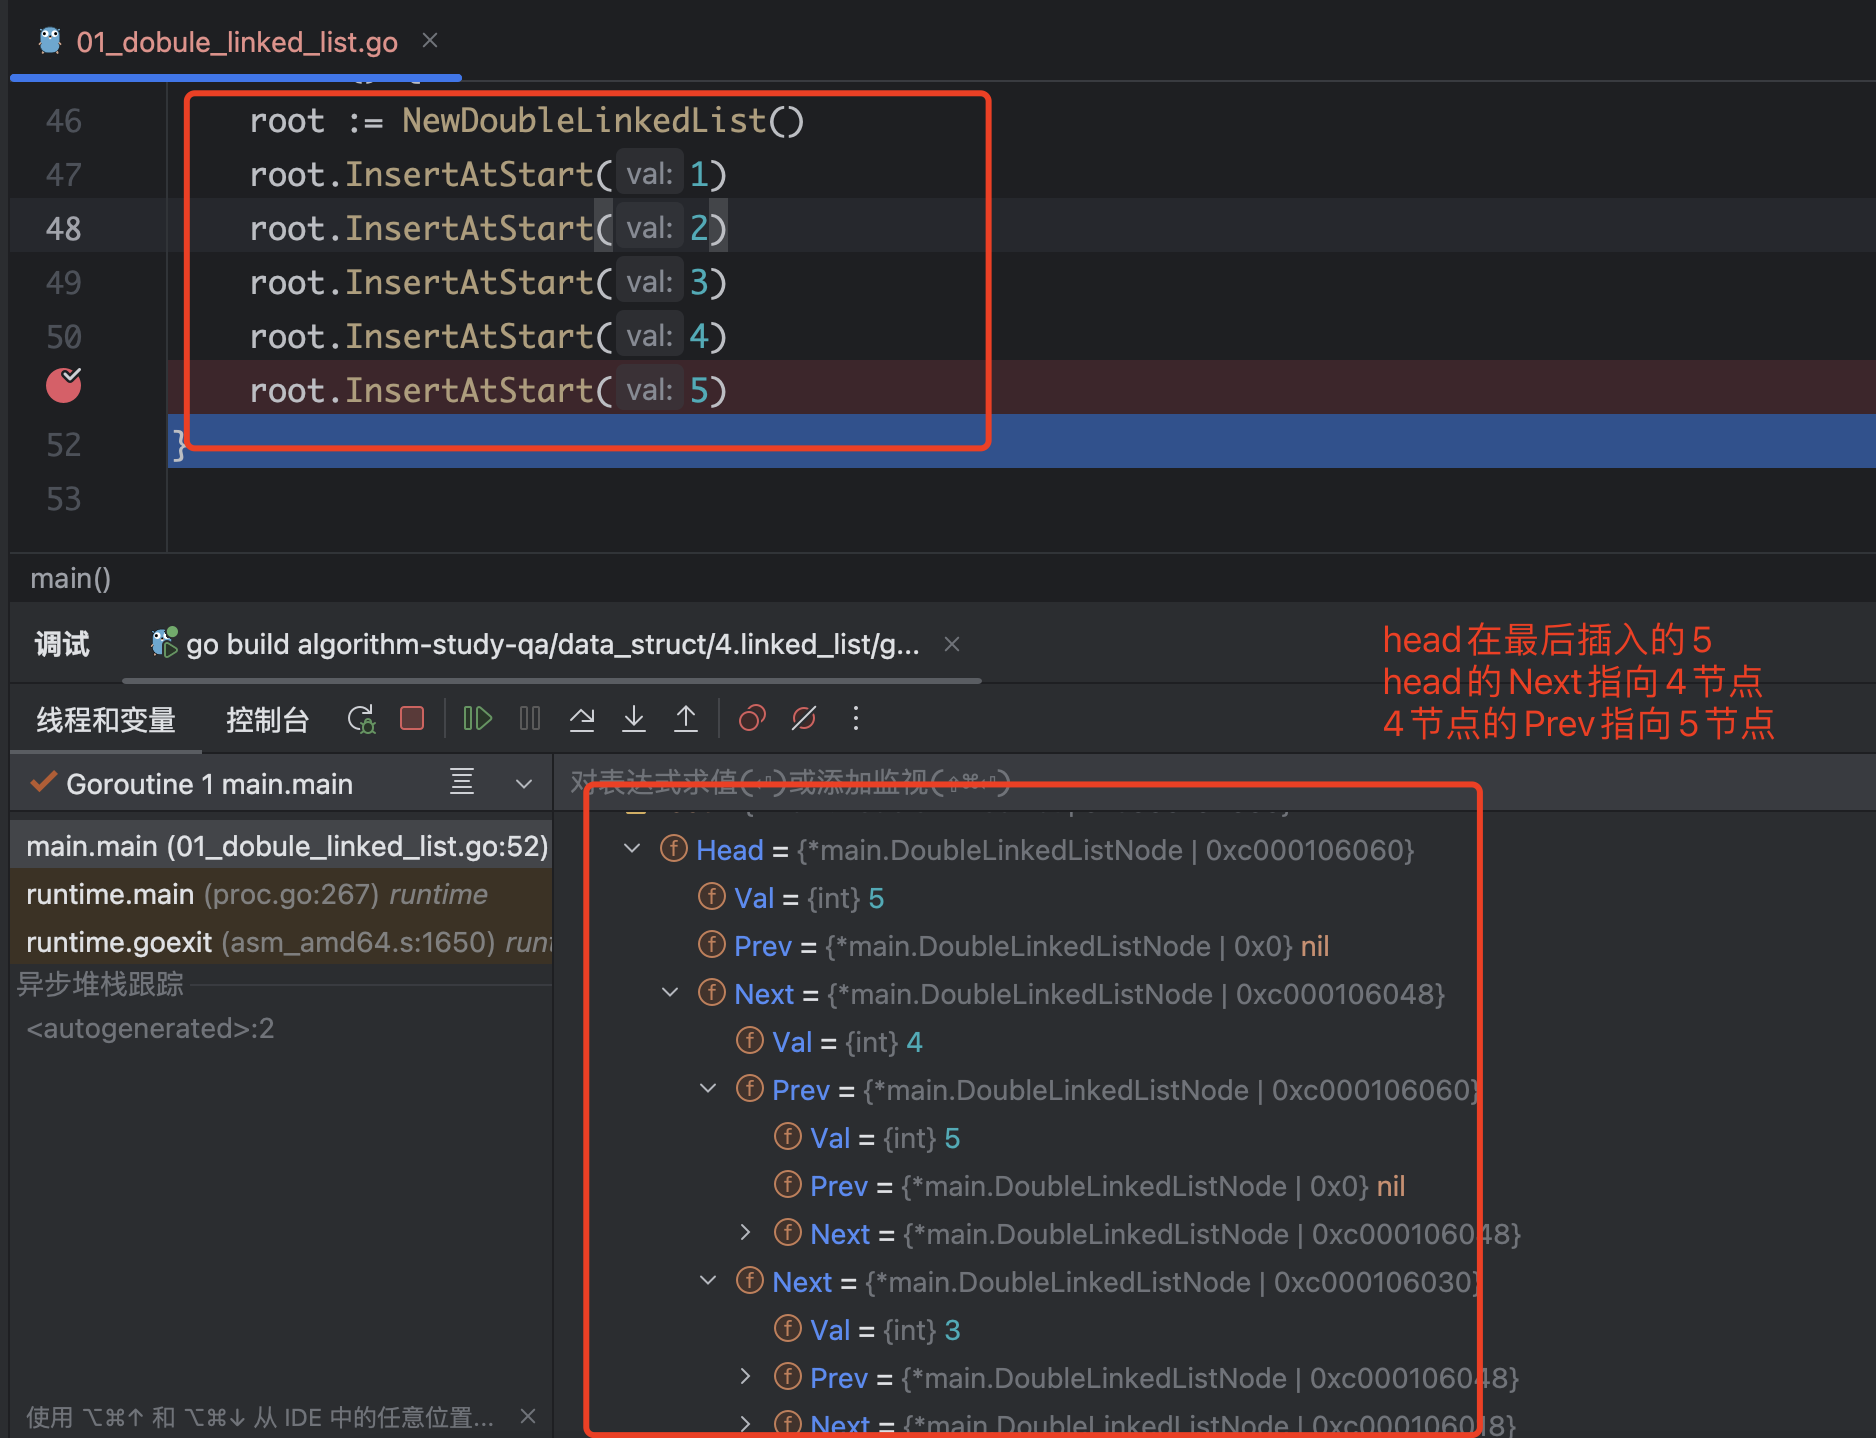 01_dobule_linked_list.go
46 root := NewDoubleLinkedList()
47 root.InsertAtStart( val: 1)
48 root.InsertAtStart( val: 2)
49 root.InsertAtStart( val: 3)
50 root.InsertAtStart( val: 4)
root.InsertAtStart( val: 5)
52 }
53
main()
调试 go build algorithm-study-qa/data_struct/4.linked_list/g...
head在最后插入的5
head的Next指向4节点
4节点的Prev指向5节点
线程和变量 控制台
Goroutine 1 main.main
对表达式求值(⏎)或添加监视(⇧⌘⏎)
main.main (01_dobule_linked_list.go:52)
runtime.main (proc.go:267) runtime
runtime.goexit (asm_amd64.s:1650) runt
异步堆栈跟踪
<autogenerated>:2
Head = {*main.DoubleLinkedListNode | 0xc000106060}
Val = {int} 5
Prev = {*main.DoubleLinkedListNode | 0x0} nil
Next = {*main.DoubleLinkedListNode | 0xc000106048}
Val = {int} 4
Prev = {*main.DoubleLinkedListNode | 0xc000106060}
Val = {int} 5
Prev = {*main.DoubleLinkedListNode | 0x0} nil
Next = {*main.DoubleLinkedListNode | 0xc000106048}
Next = {*main.DoubleLinkedListNode | 0xc000106030}
Val = {int} 3
Prev = {*main.DoubleLinkedListNode | 0xc000106048}
Next = {*main.DoubleLinkedListNode | 0xc000106018}
使用 ⌥⌘↑ 和 ⌥⌘↓ 从 IDE 中的任意位置...